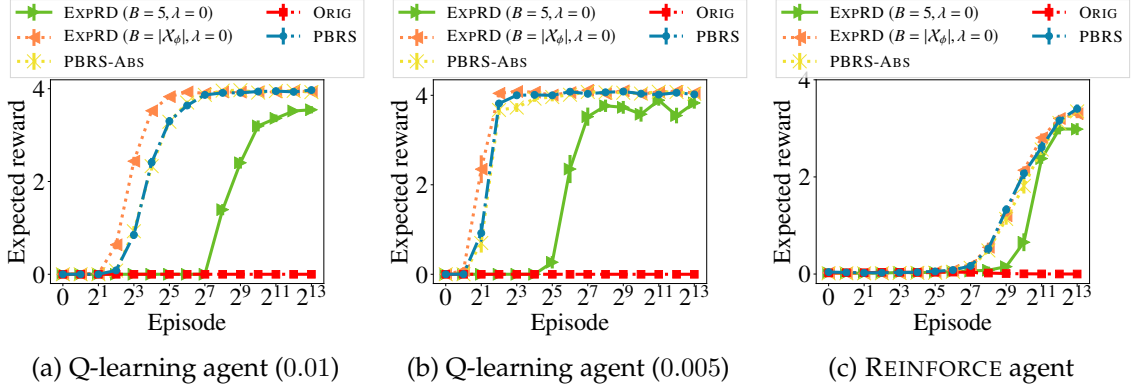 EXPRD (B = 5, λ = 0)
ORIG
EXPRD (B = |𝒳ϕ|, λ = 0)
PBRS
PBRS-ABS
Expected reward
4
2
0
0 2^1 2^3 2^5 2^7 2^9 2^11 2^13
Episode
(a) Q-learning agent (0.01)
EXPRD (B = 5, λ = 0)
ORIG
EXPRD (B = |𝒳ϕ|, λ = 0)
PBRS
PBRS-ABS
Expected reward
4
2
0
0 2^1 2^3 2^5 2^7 2^9 2^11 2^13
Episode
(b) Q-learning agent (0.005)
EXPRD (B = 5, λ = 0)
ORIG
EXPRD (B = |𝒳ϕ|, λ = 0)
PBRS
PBRS-ABS
Expected reward
4
2
0
0 2^1 2^3 2^5 2^7 2^9 2^11 2^13
Episode
(c) REINFORCE agent